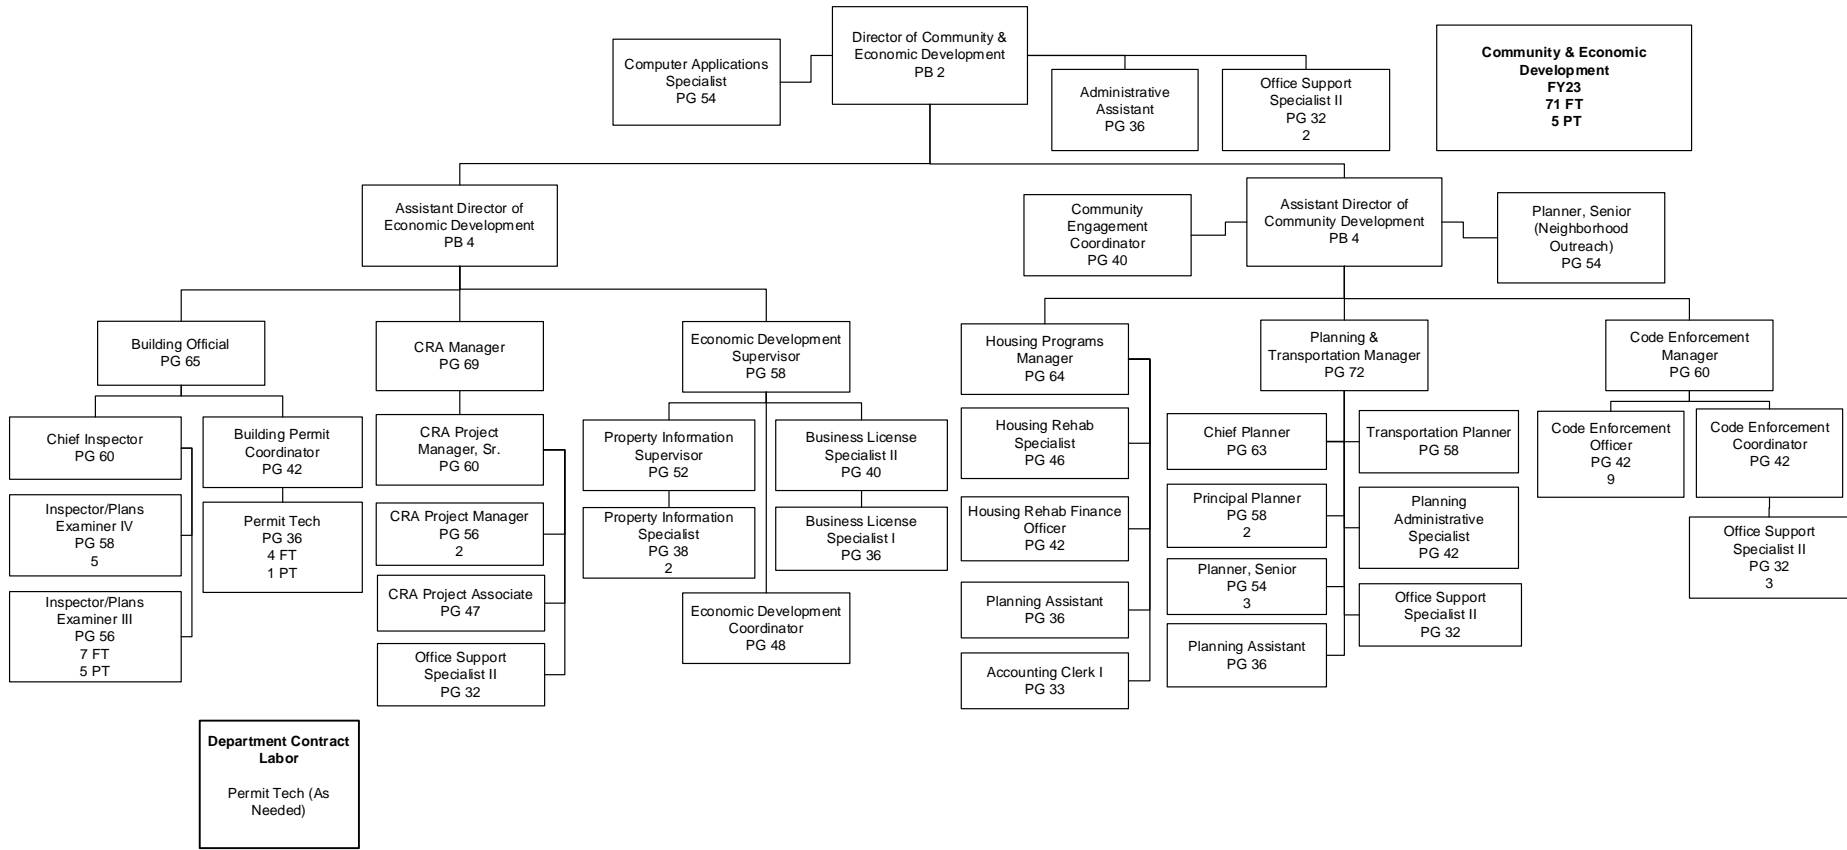 Director of Community &
Economic Development
PB 2
Computer Applications
Specialist
PG 54
Administrative
Assistant
PG 36
Office Support
Specialist II
PG 32
2
Community & Economic
Development
FY23
71 FT
5 PT
Assistant Director of
Economic Development
PB 4
Community
Engagement
Coordinator
PG 40
Assistant Director of
Community Development
PB 4
Planner, Senior
(Neighborhood
Outreach)
PG 54
Building Official
PG 65
CRA Manager
PG 69
Economic Development
Supervisor
PG 58
Housing Programs
Manager
PG 64
Planning &
Transportation Manager
PG 72
Code Enforcement
Manager
PG 60
Chief Inspector
PG 60
Building Permit
Coordinator
PG 42
Inspector/Plans
Examiner IV
PG 58
5
Permit Tech
PG 36
4 FT
1 PT
Inspector/Plans
Examiner III
PG 56
7 FT
5 PT
CRA Project
Manager, Sr.
PG 60
CRA Project Manager
PG 56
2
CRA Project Associate
PG 47
Office Support
Specialist II
PG 32
Property Information
Supervisor
PG 52
Business License
Specialist II
PG 40
Property Information
Specialist
PG 38
2
Business License
Specialist I
PG 36
Economic Development
Coordinator
PG 48
Housing Rehab
Specialist
PG 46
Housing Rehab Finance
Officer
PG 42
Planning Assistant
PG 36
Accounting Clerk I
PG 33
Chief Planner
PG 63
Transportation Planner
PG 58
Principal Planner
PG 58
2
Planning
Administrative
Specialist
PG 42
Planner, Senior
PG 54
3
Office Support
Specialist II
PG 32
Planning Assistant
PG 36
Code Enforcement
Officer
PG 42
9
Code Enforcement
Coordinator
PG 42
Office Support
Specialist II
PG 32
3
Department Contract
Labor
Permit Tech (As
Needed)